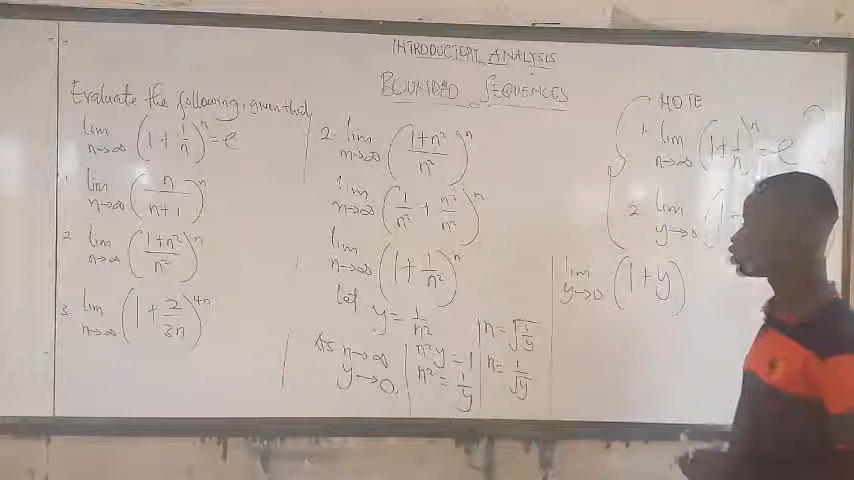 INTRODUCTORY ANALYSIS
BOUNDED SEQUENCES
Evaluate the following, given that
lim n→∞ (1 + 1/n)^n = e
1. lim n→∞ (n/(n+1))^n
2. lim n→∞ ((1+n²)/n²)^n
3. lim n→∞ (1 + 2/3n)^4n
2. lim n→∞ ((1+n²)/n²)^n
lim n→∞ (1/n² + n²/n²)^n
lim n→∞ (1 + 1/n²)^n
let y = 1/n²
As n→∞
y→0.
n²y = 1
n² = 1/y
n = √(1/y)
n = 1/√y
NOTE
1. lim n→∞ (1 + 1/n)^n = e
2. lim y→0 (1
lim y→0 (1 + y)